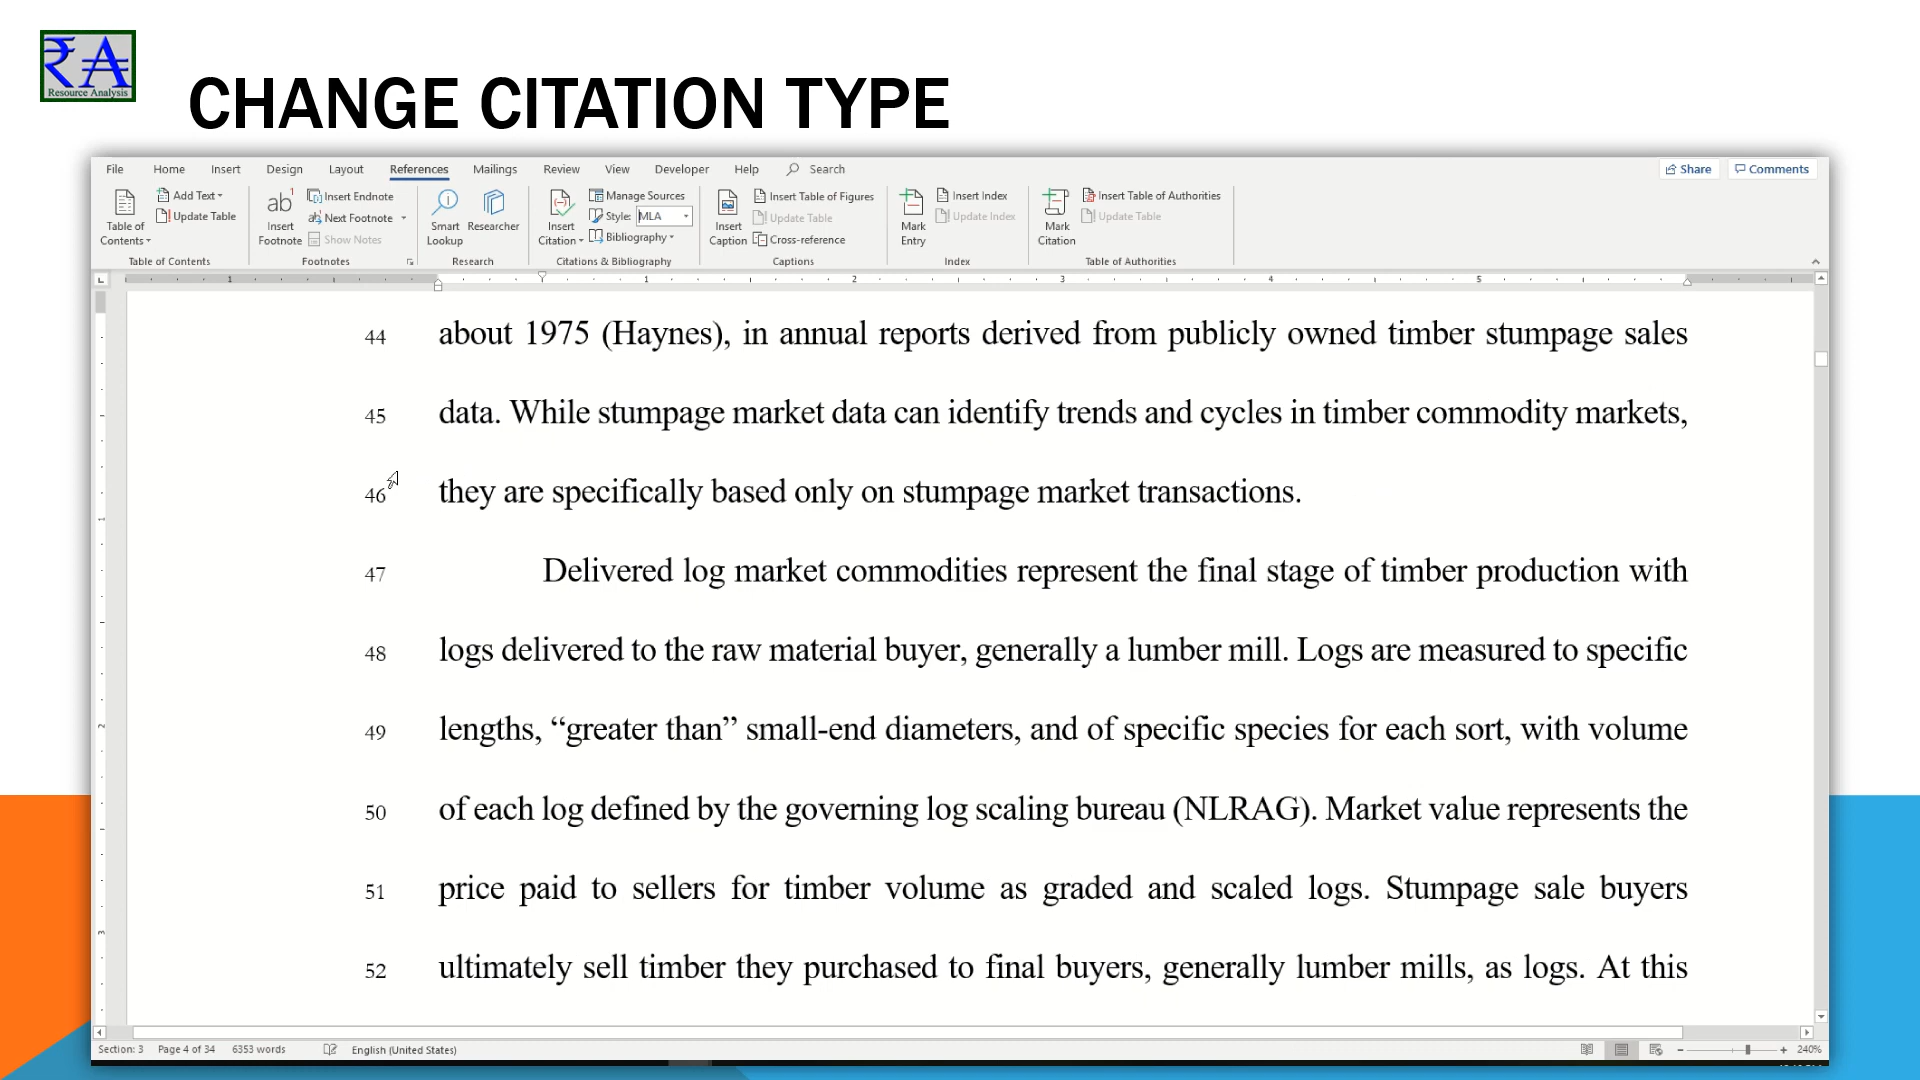 ₹A
Resource Analysis
CHANGE CITATION TYPE
File Home Insert Design Layout References Mailings Review View Developer Help Search Share Comments
Table of Contents
Add Text
Update Table
Table of Contents
ab
1
Insert Footnote
Insert Endnote
Next Footnote
Show Notes
Footnotes
Smart Lookup
Researcher
Research
Insert Citation
Manage Sources
Style: MLA
Bibliography
Citations & Bibliography
Insert Caption
Insert Table of Figures
Update Table
Cross-reference
Captions
Mark Entry
Insert Index
Update Index
Index
Mark Citation
Insert Table of Authorities
Update Table
Table of Authorities
1 1 2 3 4 5
44 about 1975 (Haynes), in annual reports derived from publicly owned timber stumpage sales
45 data. While stumpage market data can identify trends and cycles in timber commodity markets,
46 they are specifically based only on stumpage market transactions.
47 Delivered log market commodities represent the final stage of timber production with
48 logs delivered to the raw material buyer, generally a lumber mill. Logs are measured to specific
49 lengths, “greater than” small-end diameters, and of specific species for each sort, with volume
50 of each log defined by the governing log scaling bureau (NLRAG). Market value represents the
51 price paid to sellers for timber volume as graded and scaled logs. Stumpage sale buyers
52 ultimately sell timber they purchased to final buyers, generally lumber mills, as logs. At this
Section: 3 Page 4 of 34 6353 words English (United States) 240%